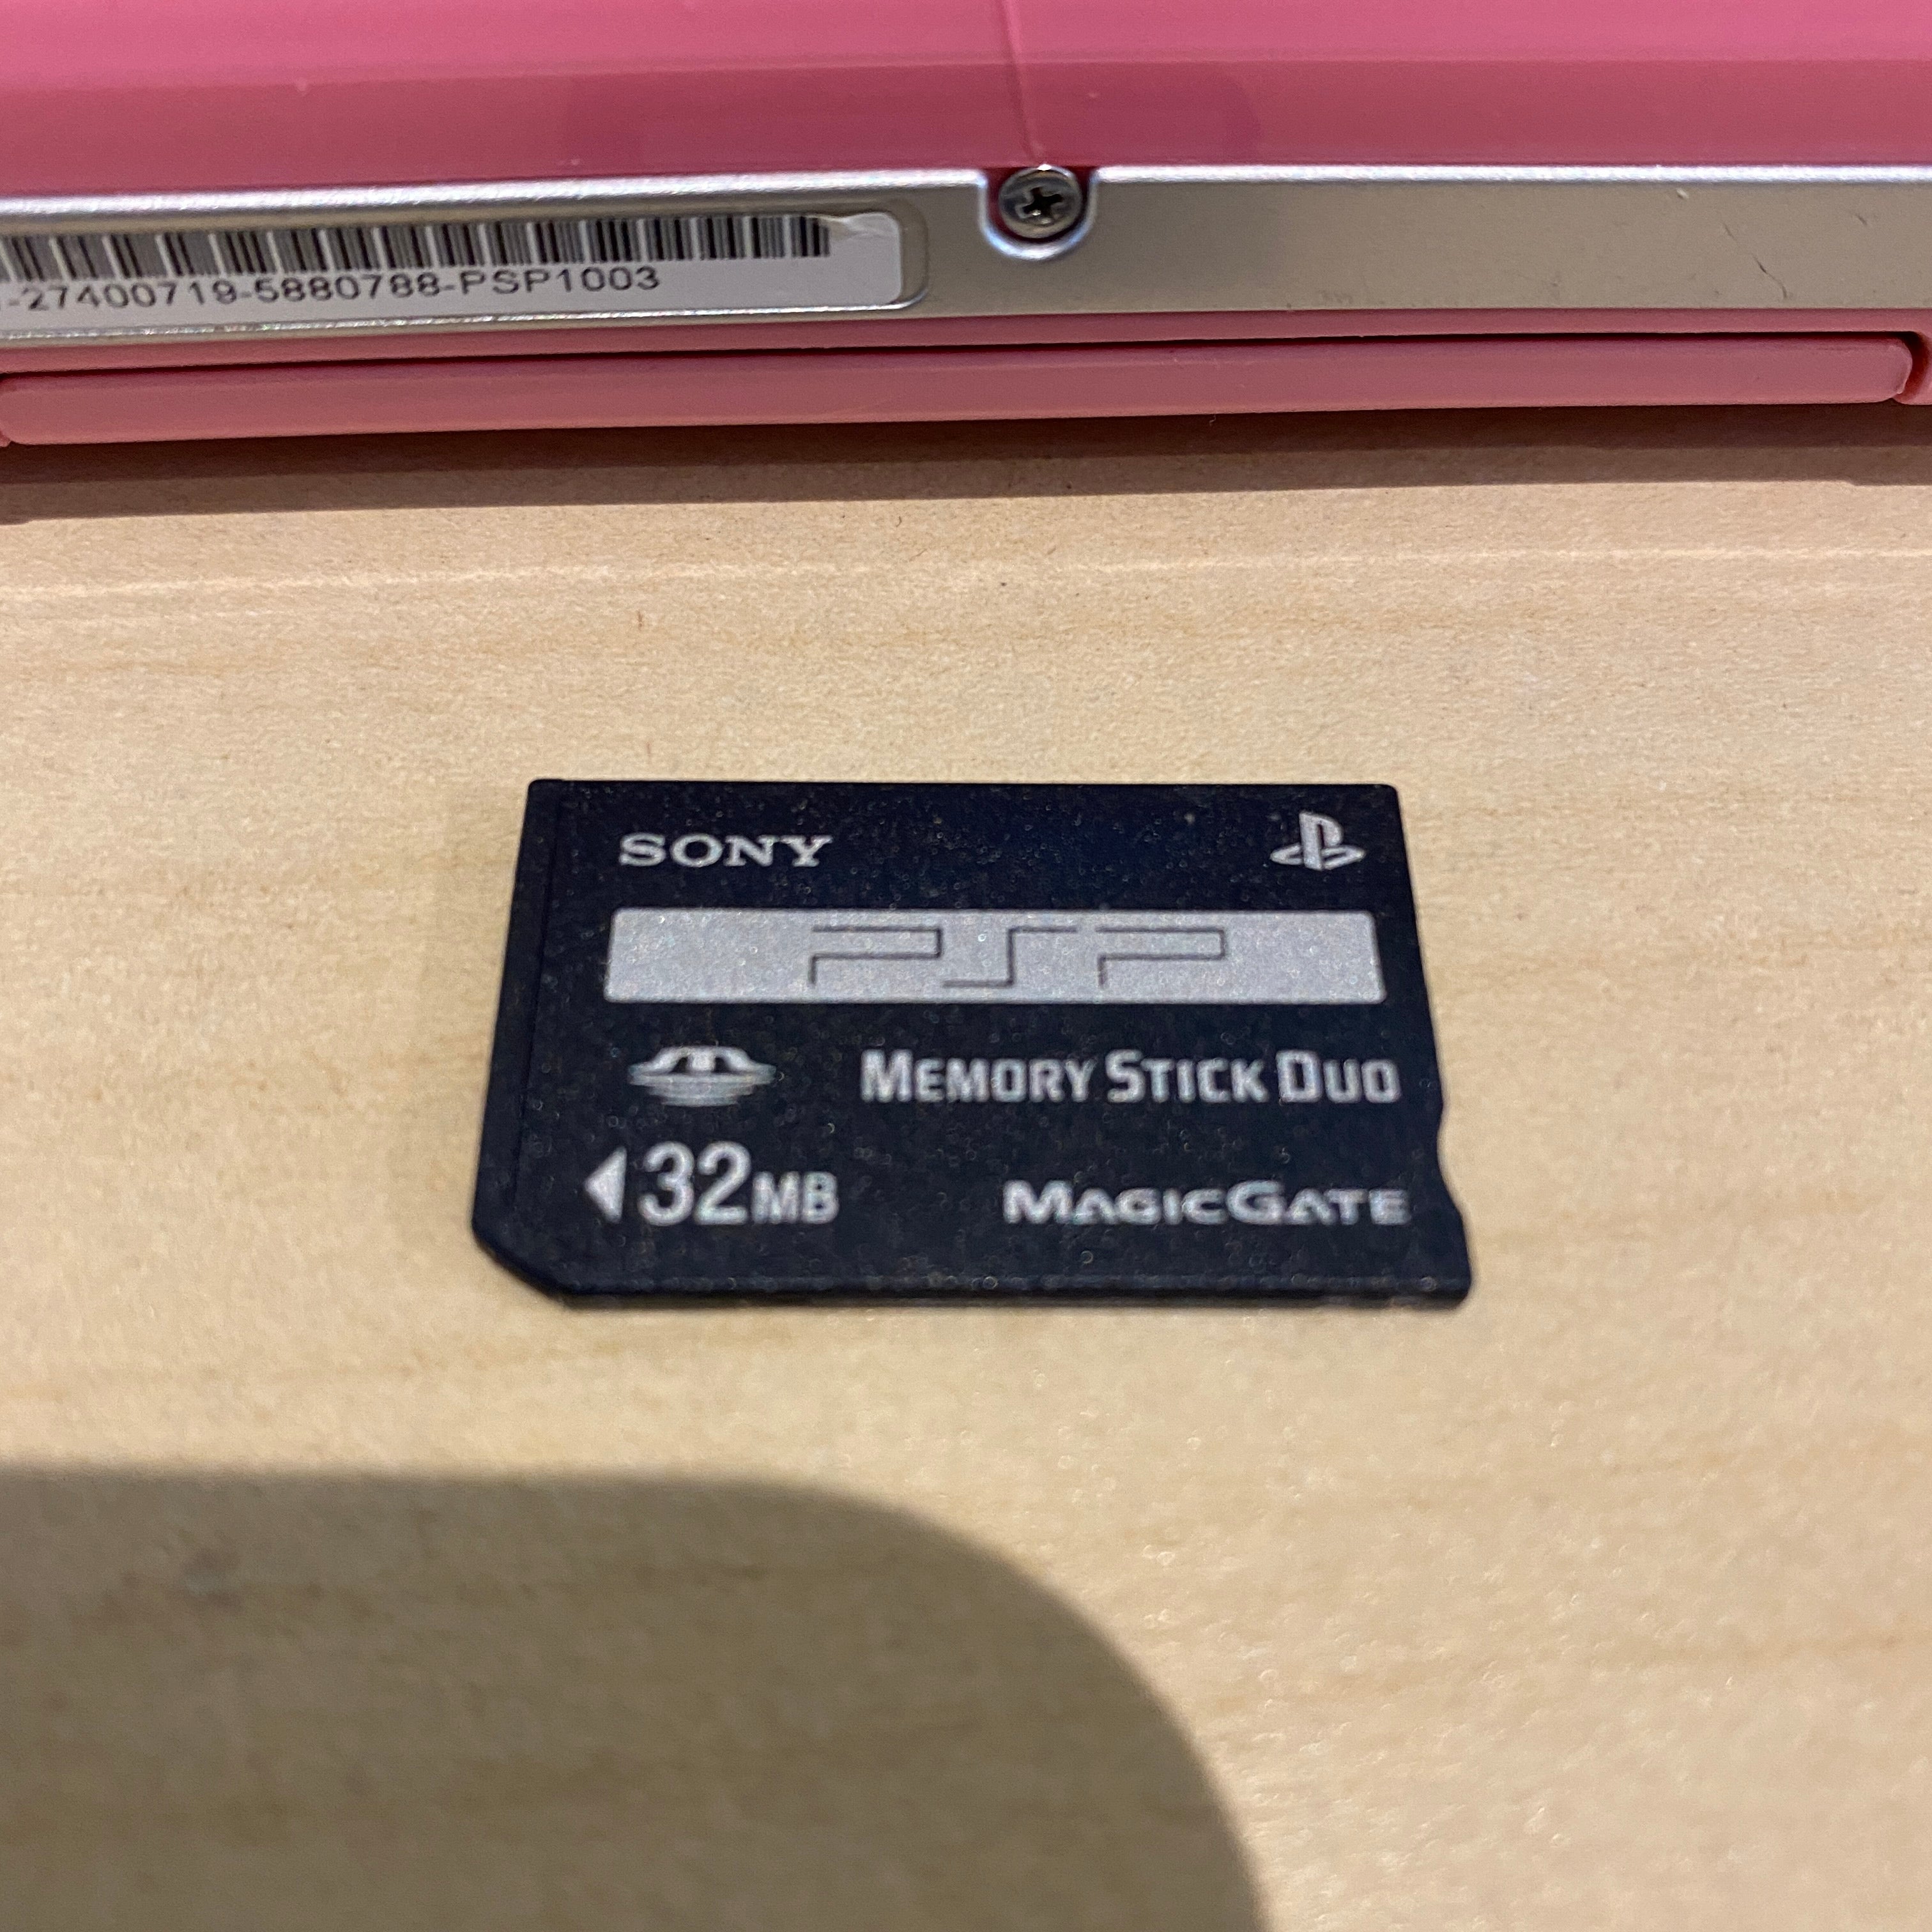 -27400719-5880788-PSP1003
SONY
PSP
MEMORY STICK DUO
32MB
MAGICGATE